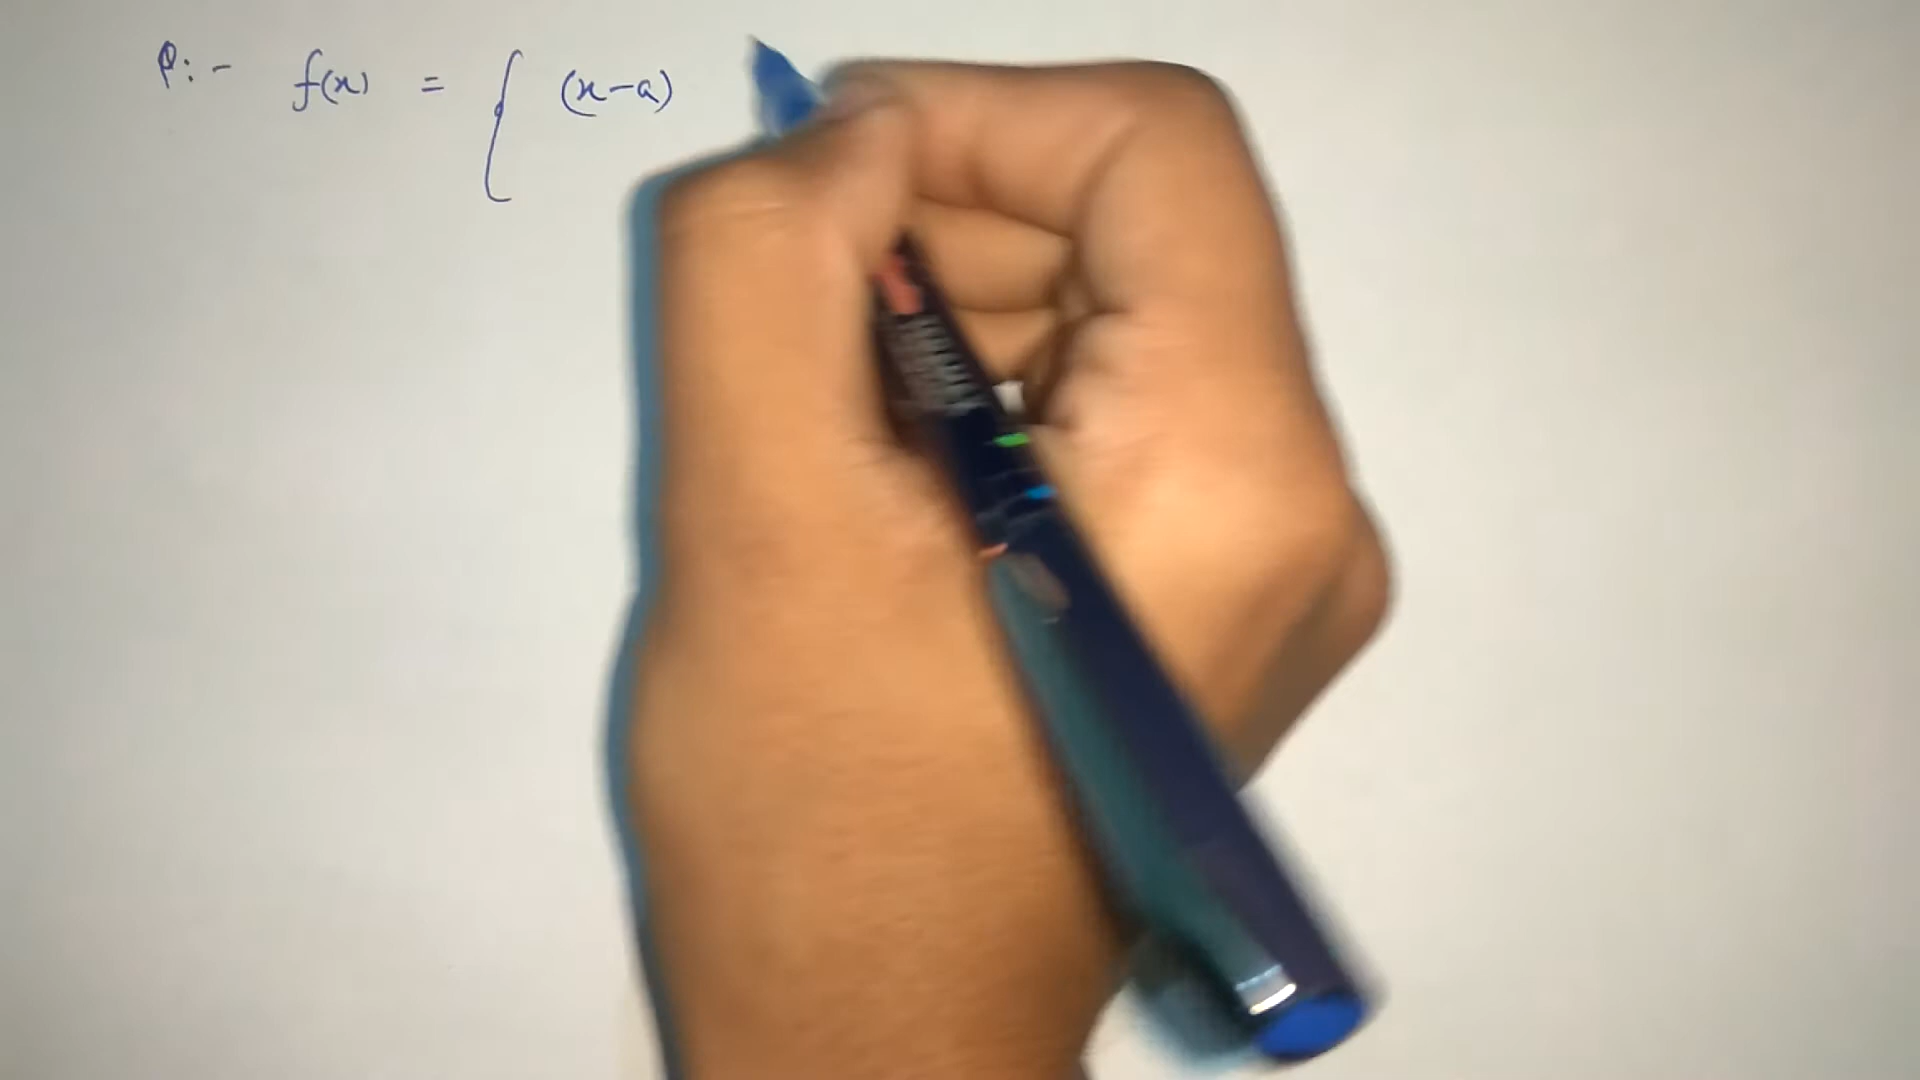 Q:- f(x) = { (x-a)